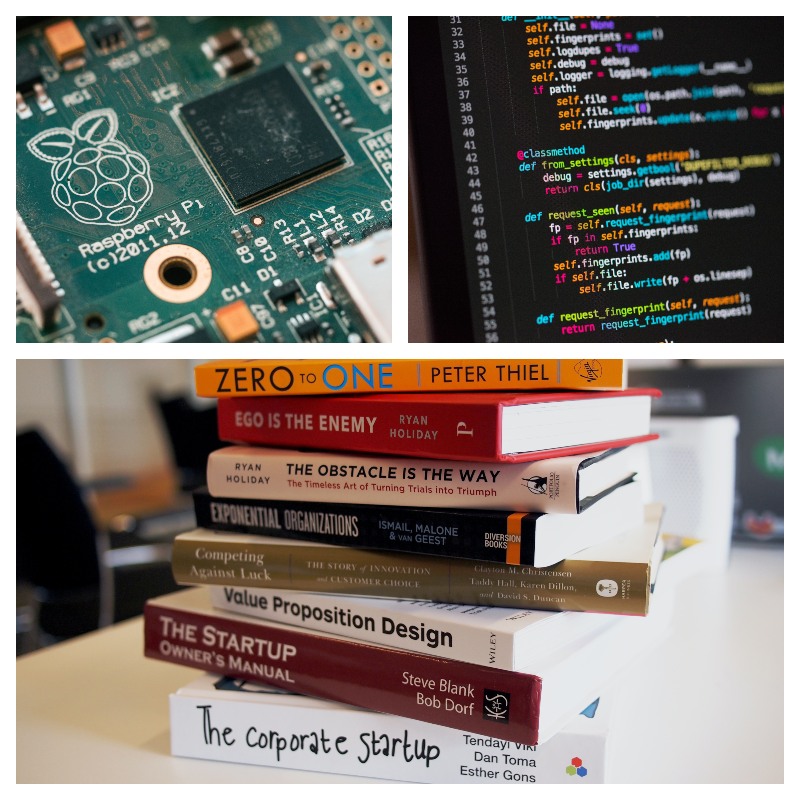 C3
RG1
IC2
R15
Raspberry Pi
(c)2011,12
C8
C10
R13
RL1
L2
R14
D2
D1
C11
RG2
31 def __init__(self,
32 self.file = None
33 self.fingerprints = set()
34 self.logdupes = True
35 self.debug = debug
36 self.logger = logging.getLogger(__name__)
37 if path:
38 self.file = open(os.path.join(path,
39 self.file.seek(0)
40 self.fingerprints.update(
41
42 @classmethod
43 def from_settings(cls, settings):
44 debug = settings.getbool('DUPEFILTER_DEBUG')
45 return cls(job_dir(settings), debug)
46
47 def request_seen(self, request):
48 fp = self.request_fingerprint(request)
49 if fp in self.fingerprints:
50 return True
51 self.fingerprints.add(fp)
52 if self.file:
53 self.file.write(fp + os.linesep)
54
55 def request_fingerprint(self, request):
56 return request_fingerprint(request)
ZERO TO ONE PETER THIEL
EGO IS THE ENEMY RYAN HOLIDAY P
RYAN HOLIDAY THE OBSTACLE IS THE WAY
The Timeless Art of Turning Trials into Triumph
EXPONENTIAL ORGANIZATIONS ISMAIL, MALONE & VAN GEEST DIVERSION BOOKS
Competing Against Luck THE STORY of INNOVATION and CUSTOMER CHOICE Clayton M. Christensen
Taddy Hall, Karen Dillon,
and David S. Duncan
Value Proposition Design WILEY
THE STARTUP
OWNER'S MANUAL
Steve Blank
Bob Dorf
K&S
The Corporate Startup
Tendayi Viki
Dan Toma
Esther Gons